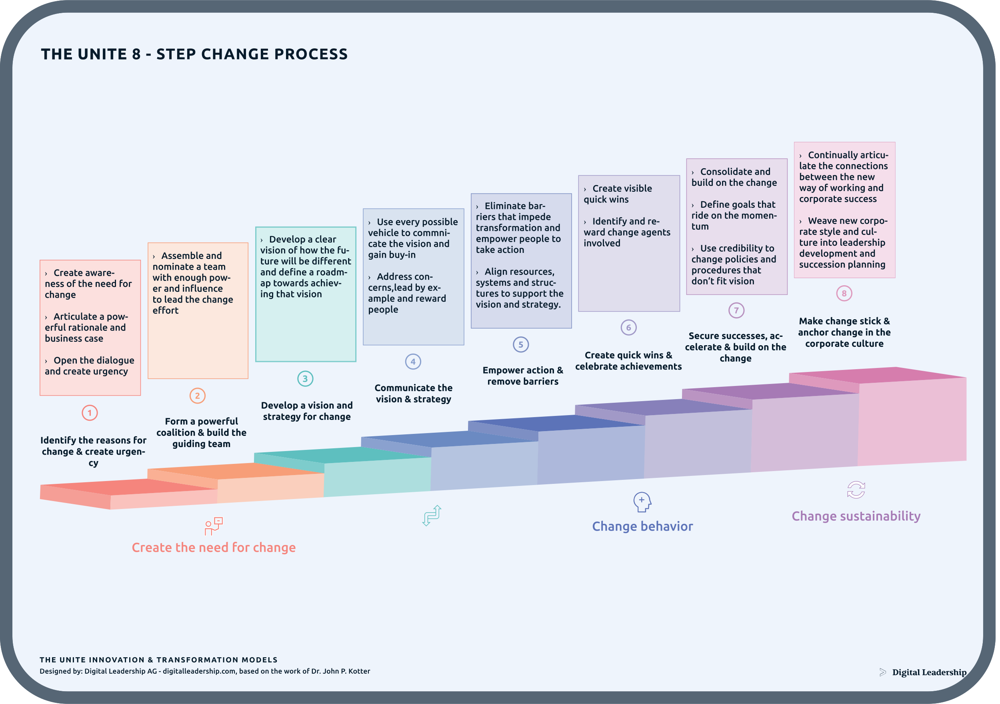 THE UNITE 8 - STEP CHANGE PROCESS
› Create aware-
ness of the need for
change
› Articulate a pow-
erful rationale and
business case
› Open the dialogue
and create urgency
1
Identify the reasons for
change & create urgen-
cy
› Assemble and
nominate a team
with enough pow-
er and influence
to lead the change
effort
2
Form a powerful
coalition & build the
guiding team
› Develop a clear
vision of how the fu-
ture will be different
and define a roadm-
ap towards achiev-
ing that vision
3
Develop a vision and
strategy for change
› Use every possible
vehicle to commni-
cate the vision and
gain buy-in
› Address con-
cerns,lead by ex-
ample and reward
people
4
Communicate the
vision & strategy
› Eliminate bar-
riers that impede
transformation and
empower people to
take action
› Align resources,
systems and struc-
tures to support the
vision and strategy.
5
Empower action &
remove barriers
› Create visible
quick wins
› Identify and re-
ward change agents
involved
6
Create quick wins &
celebrate achievements
› Consolidate and
build on the change
› Define goals that
ride on the momen-
tum
› Use credibility to
change policies and
procedures that
don‘t fit vision
7
Secure successes, ac-
celerate & build on the
change
› Continually articu-
late the connections
between the new
way of working and
corporate success
› Weave new corpo-
rate style and cul-
ture into leadership
development and
succession planning
8
Make change stick &
anchor change in the
corporate culture
Create the need for change
Change behavior
Change sustainability
THE UNITE INNOVATION & TRANSFORMATION MODELS
Designed by: Digital Leadership AG - digitalleadership.com, based on the work of Dr. John P. Kotter
Digital Leadership